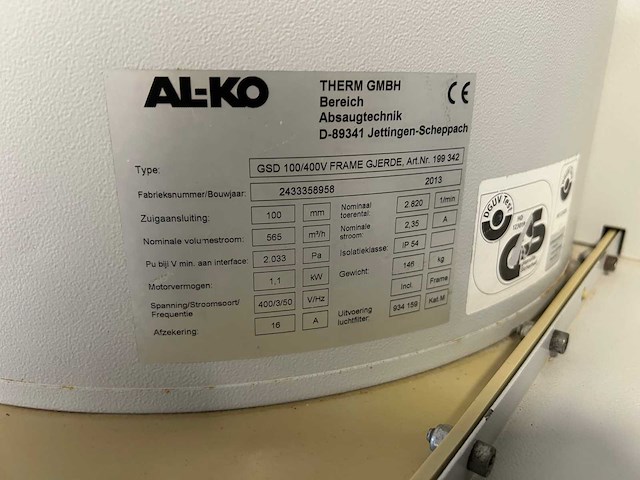 AL-KO
THERM GMBH
Bereich
Absaugtechnik
D-89341 Jettingen-Scheppach
CE
Type: GSD 100/400V FRAME GJERDE, Art.Nr. 199 342
Fabrieksnummer/Bouwjaar: 2433358958 2013
Zuigaansluiting: 100 mm Nominaal toerental: 2.820 1/min
Nominale volumestroom: 565 m³/h Nominale stroom: 2,35 A
Pu bij V min. aan interface: 2.033 Pa Isolatieklasse: IP 54
Motorvermogen: 1,1 kW Gewicht: 146 kg
Spanning/Stroomsoort/ Frequentie 400/3/50 V/Hz Incl. Frame
Afzekering: 16 A Uitvoering luchtfilter: 934 159 Kat.M
DGUV Test
GS